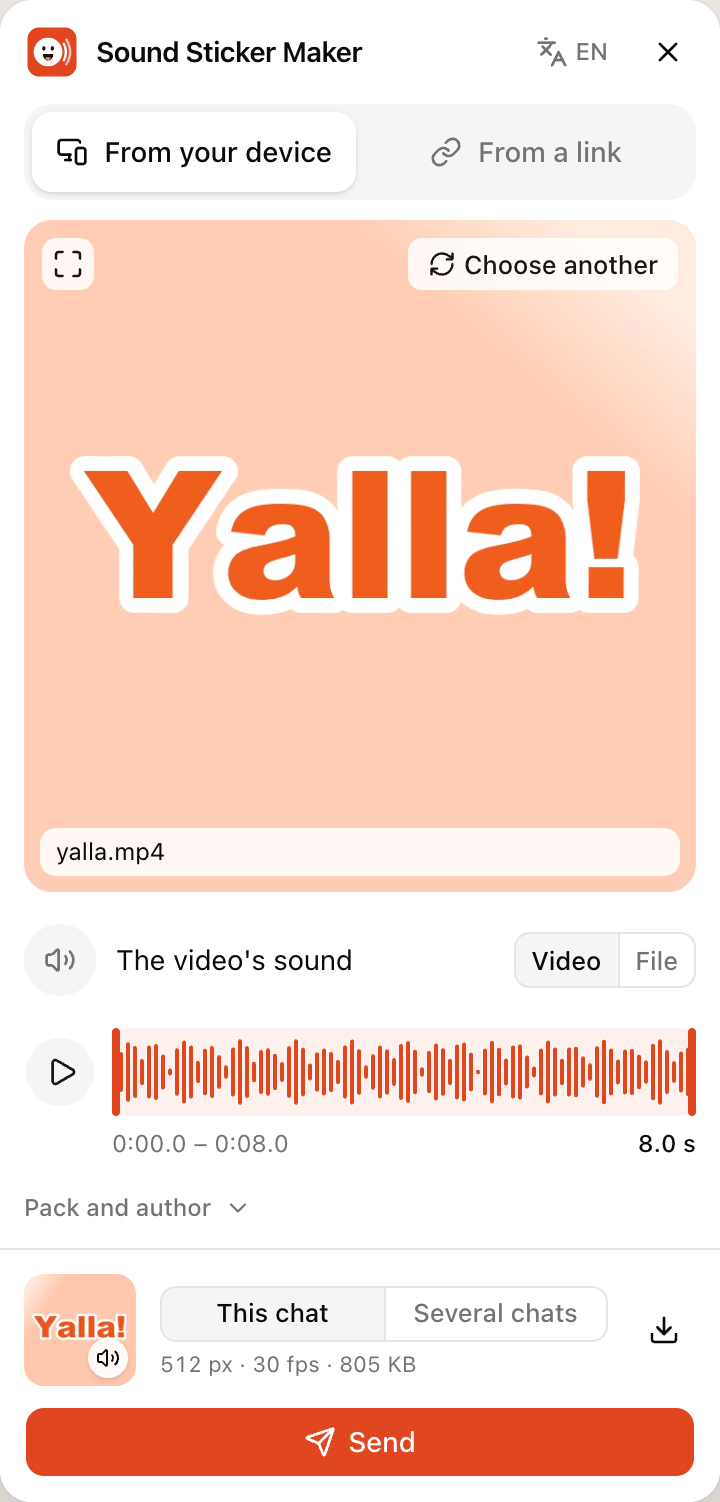 Sound Sticker Maker
EN
From your device
From a link
Choose another
Yalla!
yalla.mp4
The video's sound
Video
File
0:00.0 – 0:08.0
8.0 s
Pack and author
Yalla!
This chat
Several chats
512 px · 30 fps · 805 KB
Send